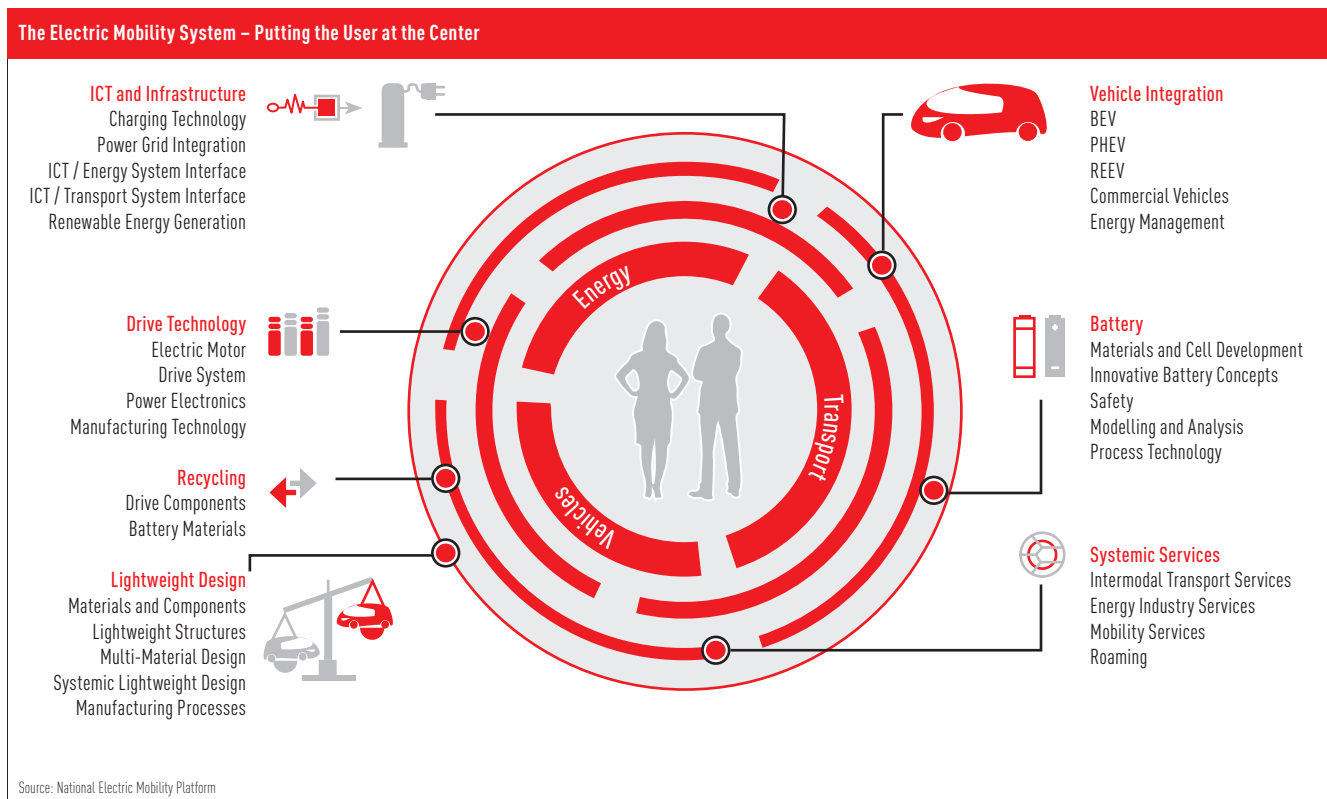 The Electric Mobility System – Putting the User at the Center
ICT and Infrastructure
Charging Technology
Power Grid Integration
ICT / Energy System Interface
ICT / Transport System Interface
Renewable Energy Generation
Drive Technology
Electric Motor
Drive System
Power Electronics
Manufacturing Technology
Recycling
Drive Components
Battery Materials
Lightweight Design
Materials and Components
Lightweight Structures
Multi-Material Design
Systemic Lightweight Design
Manufacturing Processes
Energy
Transport
Vehicles
Vehicle Integration
BEV
PHEV
REEV
Commercial Vehicles
Energy Management
Battery
Materials and Cell Development
Innovative Battery Concepts
Safety
Modelling and Analysis
Process Technology
Systemic Services
Intermodal Transport Services
Energy Industry Services
Mobility Services
Roaming
Source: National Electric Mobility Platform